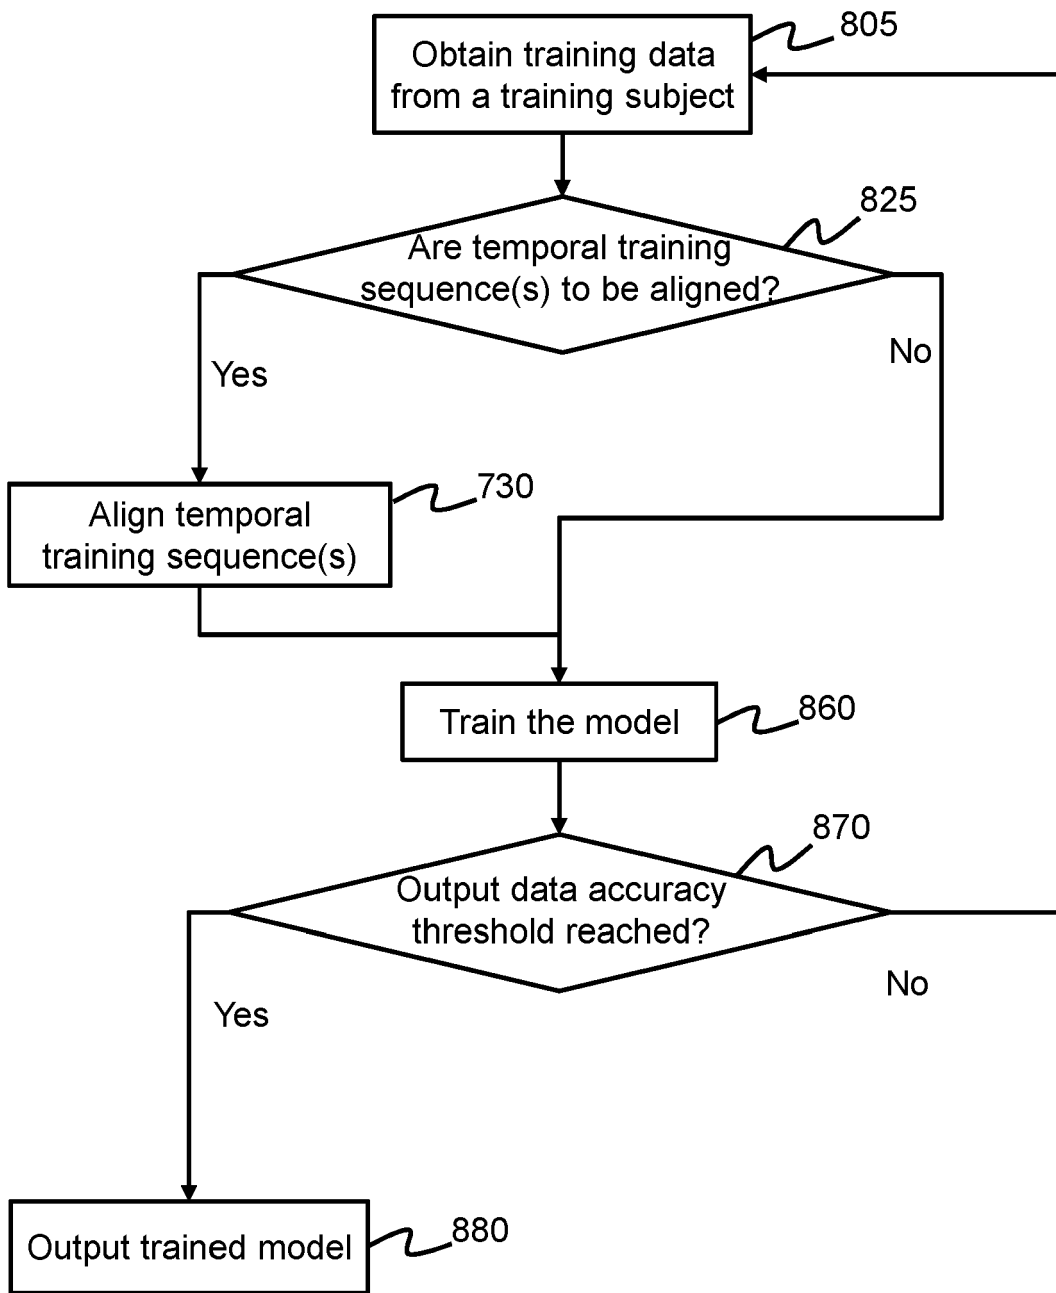 805
Obtain training data
from a training subject
825
Are temporal training
sequence(s) to be aligned?
No
Yes
730
Align temporal
training sequence(s)
860
Train the model
870
Output data accuracy
threshold reached?
No
Yes
880
Output trained model